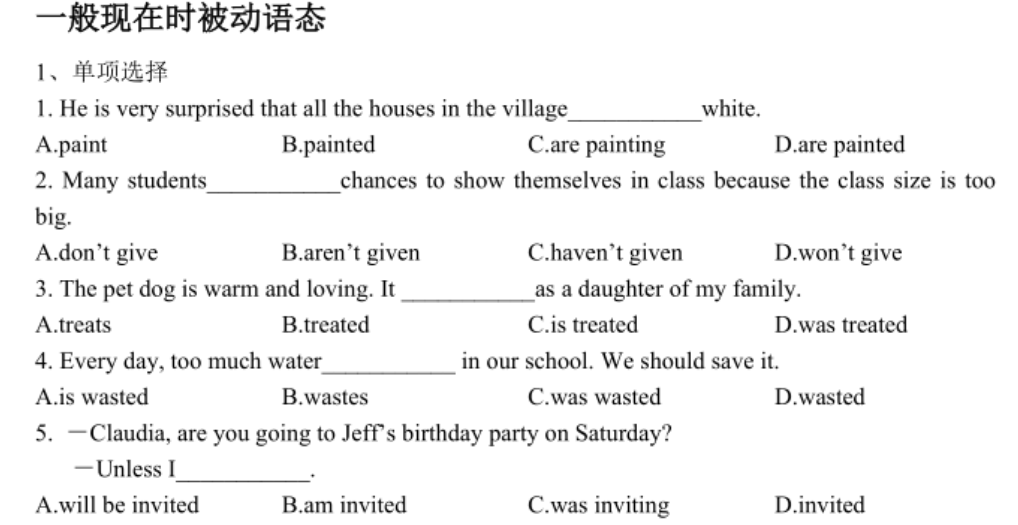 一般现在时被动语态
1、单项选择
1. He is very surprised that all the houses in the village___________white.
A.paint B.painted C.are painting D.are painted
2. Many students___________chances to show themselves in class because the class size is too
big.
A.don't give B.aren't given C.haven't given D.won't give
3. The pet dog is warm and loving. It ___________as a daughter of my family.
A.treats B.treated C.is treated D.was treated
4. Every day, too much water___________ in our school. We should save it.
A.is wasted B.wastes C.was wasted D.wasted
5. －Claudia, are you going to Jeff's birthday party on Saturday?
－Unless I___________.
A.will be invited B.am invited C.was inviting D.invited